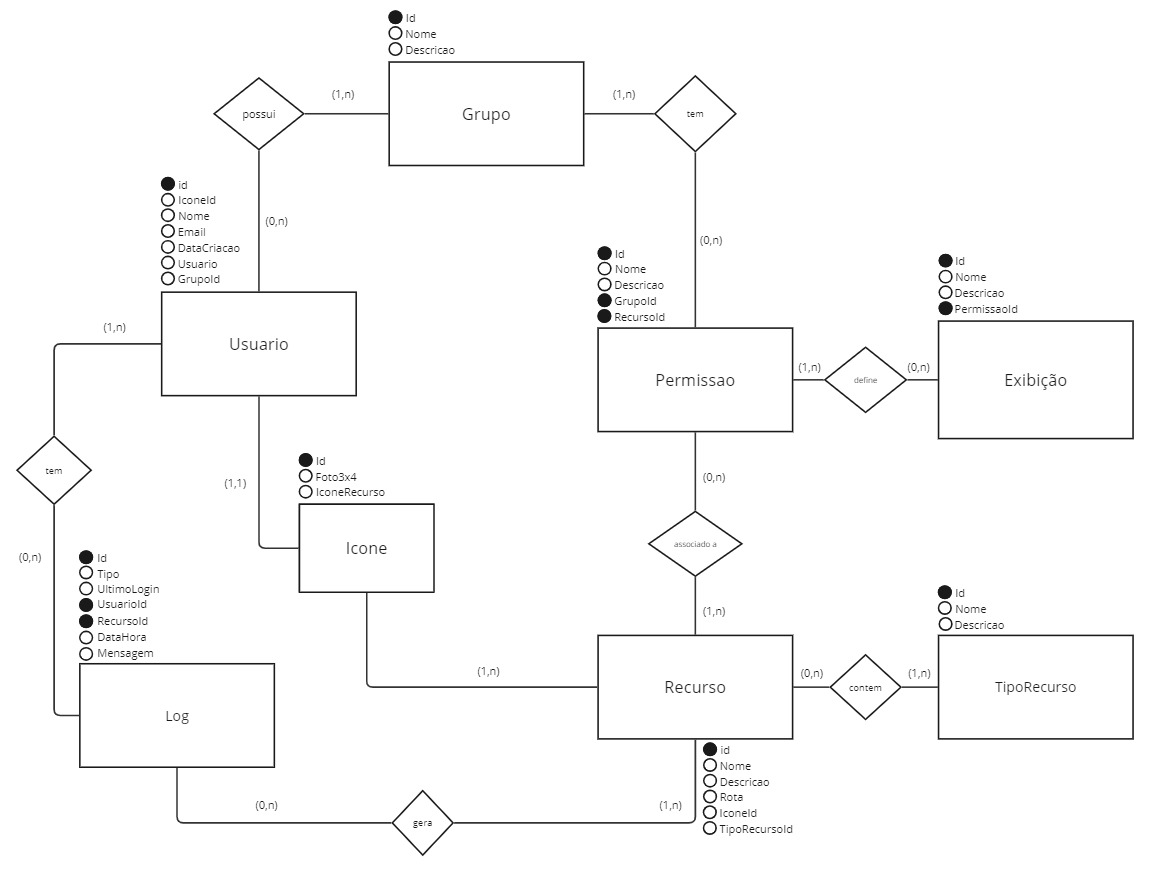 Id
Nome
Descricao
Grupo
(1,n)
(1,n)
possui
tem
id
IconeId
Nome
Email
DataCriacao
Usuario
GrupoId
(0,n)
(0,n)
Usuario
(1,n)
Id
Nome
Descricao
GrupoId
RecursoId
Permissao
(1,n)
define
(0,n)
Id
Nome
Descricao
PermissaoId
Exibição
tem
(1,1)
Id
Foto3x4
IconeRecurso
Icone
(0,n)
associado a
(1,n)
(0,n)
Id
Tipo
UltimoLogin
UsuarioId
RecursoId
DataHora
Mensagem
Log
(1,n)
Recurso
(0,n)
contem
(1,n)
Id
Nome
Descricao
TipoRecurso
id
Nome
Descricao
Rota
IconeId
TipoRecursoId
(0,n)
gera
(1,n)